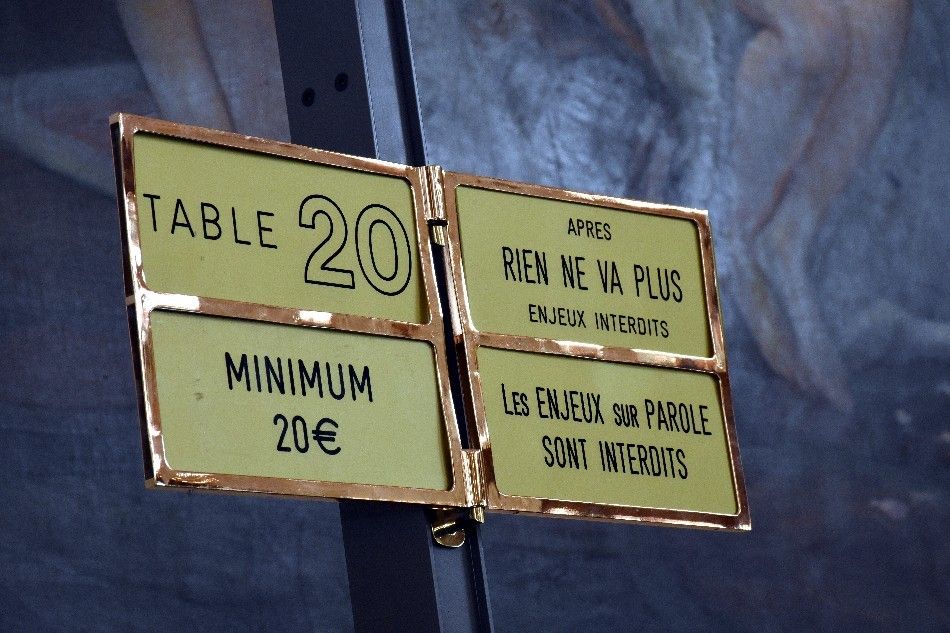 TABLE 20
MINIMUM
20€
APRES
RIEN NE VA PLUS
ENJEUX INTERDITS
LES ENJEUX SUR PAROLE
SONT INTERDITS